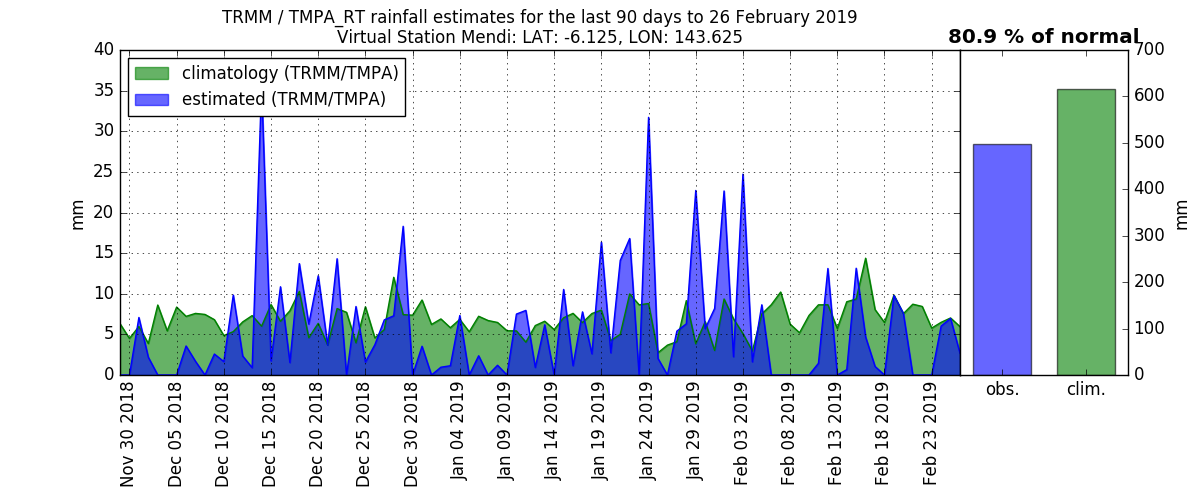 TRMM / TMPA_RT rainfall estimates for the last 90 days to 26 February 2019
Virtual Station Mendi: LAT: -6.125, LON: 143.625
80.9 % of normal
climatology (TRMM/TMPA)
estimated (TRMM/TMPA)
40
35
30
25
20
15
10
5
0
mm
Nov 30 2018
Dec 05 2018
Dec 10 2018
Dec 15 2018
Dec 20 2018
Dec 25 2018
Dec 30 2018
Jan 04 2019
Jan 09 2019
Jan 14 2019
Jan 19 2019
Jan 24 2019
Jan 29 2019
Feb 03 2019
Feb 08 2019
Feb 13 2019
Feb 18 2019
Feb 23 2019
700
600
500
400
300
200
100
0
mm
obs.
clim.